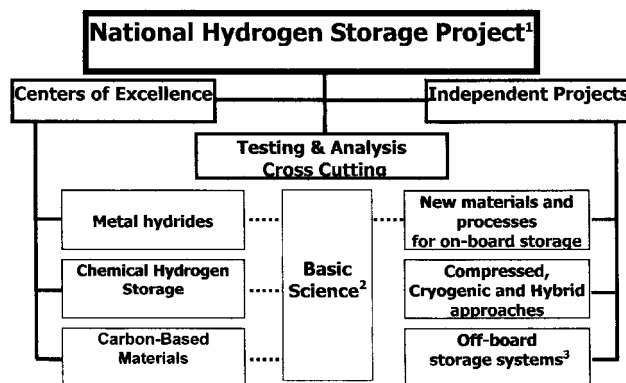 National Hydrogen Storage Project¹
Centers of Excellence
Independent Projects
Testing & Analysis
Cross Cutting
Metal hydrides
Chemical Hydrogen
Storage
Carbon-Based
Materials
Basic
Science²
New materials and
processes
for on-board storage
Compressed,
Cryogenic and Hybrid
approaches
Off-board
storage systems³